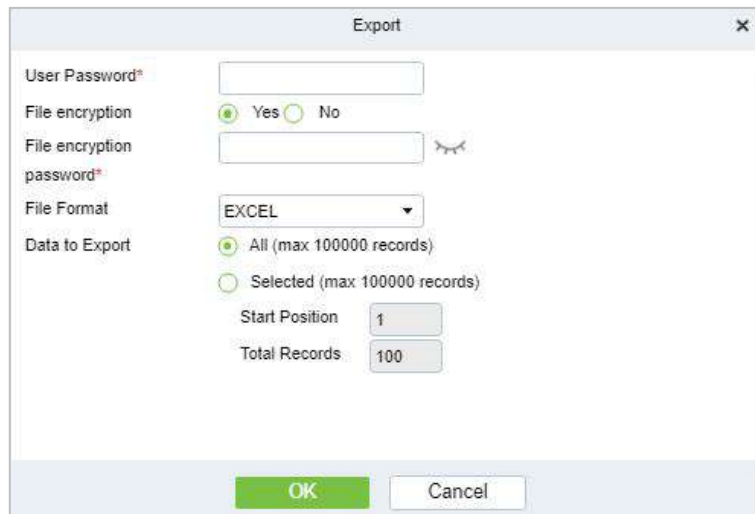 Export
User Password*
File encryption Yes No
File encryption
password*
File Format EXCEL
Data to Export All (max 100000 records)
Selected (max 100000 records)
Start Position 1
Total Records 100
OK Cancel